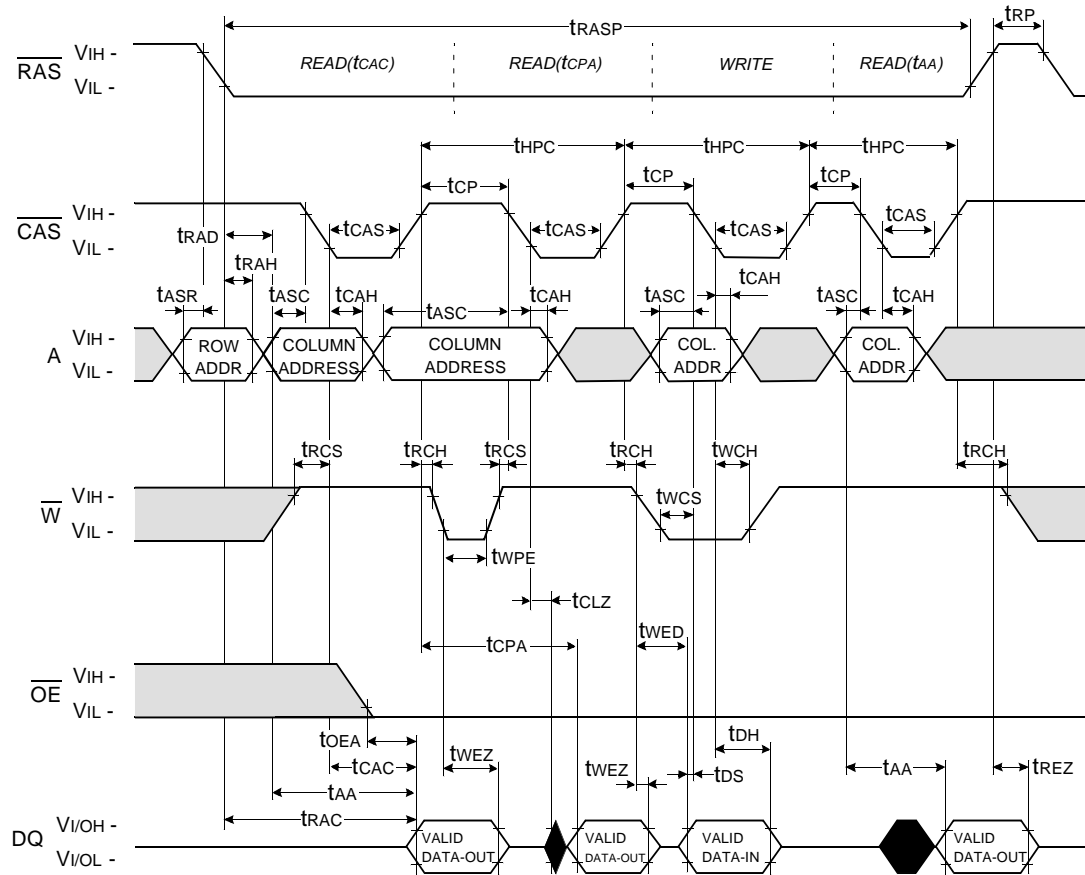 tRASP
tRP
RAS
VIH -
VIL -
READ(tCAC)
READ(tCPA)
WRITE
READ(tAA)
tHPC
tHPC
tHPC
tCP
tCP
tCP
CAS
VIH -
VIL -
tCAS
tCAS
tCAS
tCAS
tRAD
tRAH
tCAH
tASR
tASC
tCAH
tASC
tCAH
tASC
tASC
tCAH
A
VIH -
VIL -
ROW
ADDR
COLUMN
ADDRESS
COLUMN
ADDRESS
COL.
ADDR
COL.
ADDR
tRCS
tRCH
tRCS
tRCH
tWCH
tRCH
W
VIH -
VIL -
tWCS
tWPE
tCLZ
tCPA
tWED
OE
VIH -
VIL -
tOEA
tCAC
tAA
tRAC
tWEZ
tWEZ
tDH
tDS
tAA
tREZ
DQ
VI/OH -
VI/OL -
VALID
DATA-OUT
VALID
DATA-OUT
VALID
DATA-IN
VALID
DATA-OUT